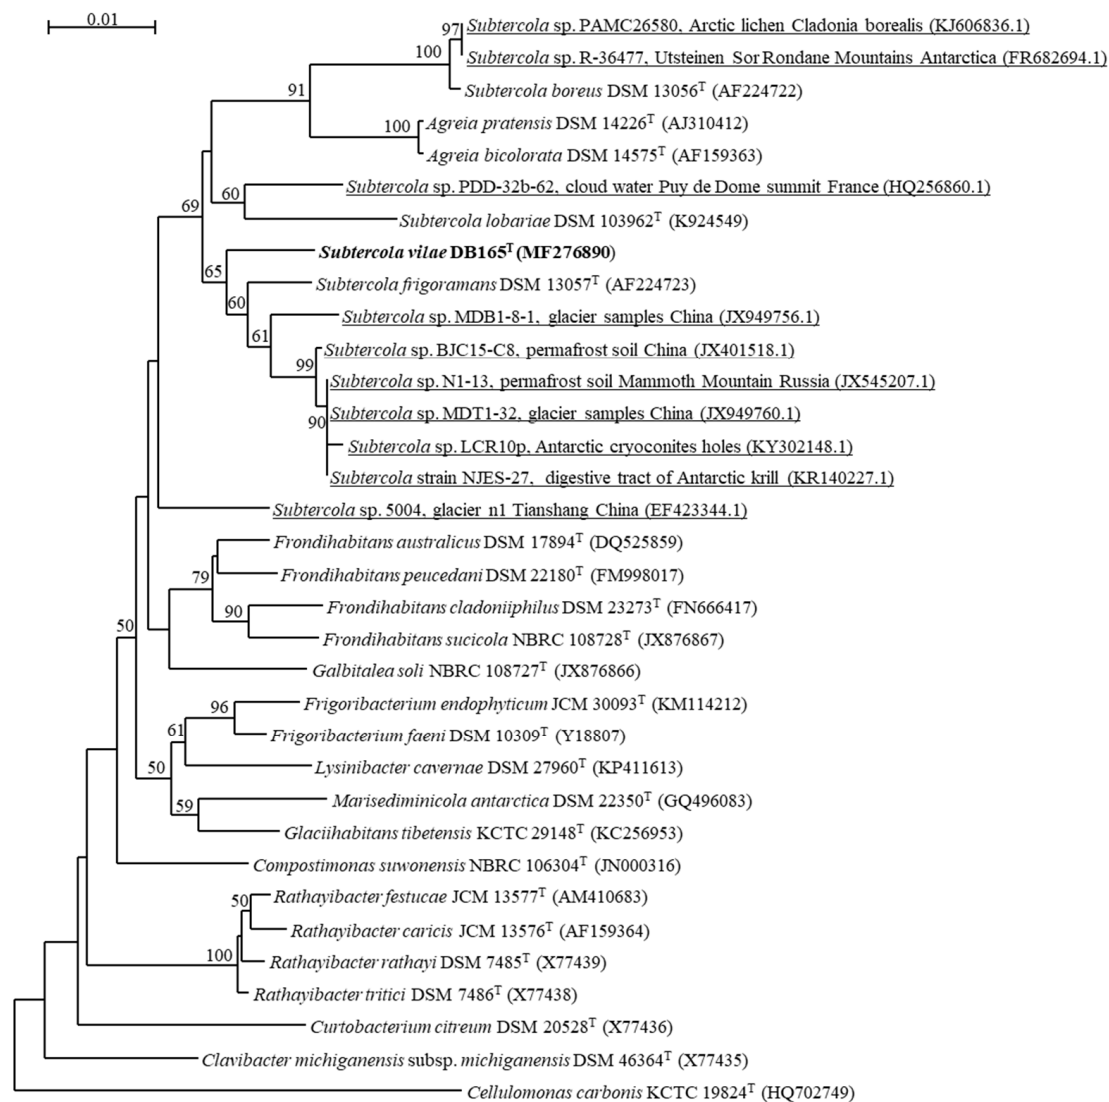 0.01
97
Subtercola sp. PAMC26580, Arctic lichen Cladonia borealis (KJ606836.1)
100
Subtercola sp. R-36477, Utsteinen Sor Rondane Mountains Antarctica (FR682694.1)
91
Subtercola boreus DSM 13056T (AF224722)
100
Agreia pratensis DSM 14226T (AJ310412)
Agreia bicolorata DSM 14575T (AF159363)
60
Subtercola sp. PDD-32b-62, cloud water Puy de Dome summit France (HQ256860.1)
69
Subtercola lobariae DSM 103962T (K924549)
Subtercola vilae DB165T (MF276890)
65
Subtercola frigoramans DSM 13057T (AF224723)
60
Subtercola sp. MDB1-8-1, glacier samples China (JX949756.1)
61
Subtercola sp. BJC15-C8, permafrost soil China (JX401518.1)
99
Subtercola sp. N1-13, permafrost soil Mammoth Mountain Russia (JX545207.1)
Subtercola sp. MDT1-32, glacier samples China (JX949760.1)
90
Subtercola sp. LCR10p, Antarctic cryoconites holes (KY302148.1)
Subtercola strain NJES-27, digestive tract of Antarctic krill (KR140227.1)
Subtercola sp. 5004, glacier n1 Tianshang China (EF423344.1)
Frondihabitans australicus DSM 17894T (DQ525859)
79
Frondihabitans peucedani DSM 22180T (FM998017)
90
Frondihabitans cladoniiphilus DSM 23273T (FN666417)
50
Frondihabitans sucicola NBRC 108728T (JX876867)
Galbitalea soli NBRC 108727T (JX876866)
96
Frigoribacterium endophyticum JCM 30093T (KM114212)
61
Frigoribacterium faeni DSM 10309T (Y18807)
50
Lysinibacter cavernae DSM 27960T (KP411613)
59
Marisediminicola antarctica DSM 22350T (GQ496083)
Glaciihabitans tibetensis KCTC 29148T (KC256953)
Compostimonas suwonensis NBRC 106304T (JN000316)
50
Rathayibacter festucae JCM 13577T (AM410683)
Rathayibacter caricis JCM 13576T (AF159364)
100
Rathayibacter rathayi DSM 7485T (X77439)
Rathayibacter tritici DSM 7486T (X77438)
Curtobacterium citreum DSM 20528T (X77436)
Clavibacter michiganensis subsp. michiganensis DSM 46364T (X77435)
Cellulomonas carbonis KCTC 19824T (HQ702749)